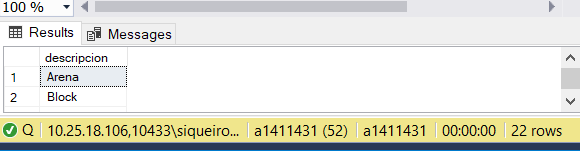 100 %
Results Messages
descripcion
1 Arena
2 Block
Q 10.25.18.106,10433\siqueiro... a1411431 (52) a1411431 00:00:00 22 rows